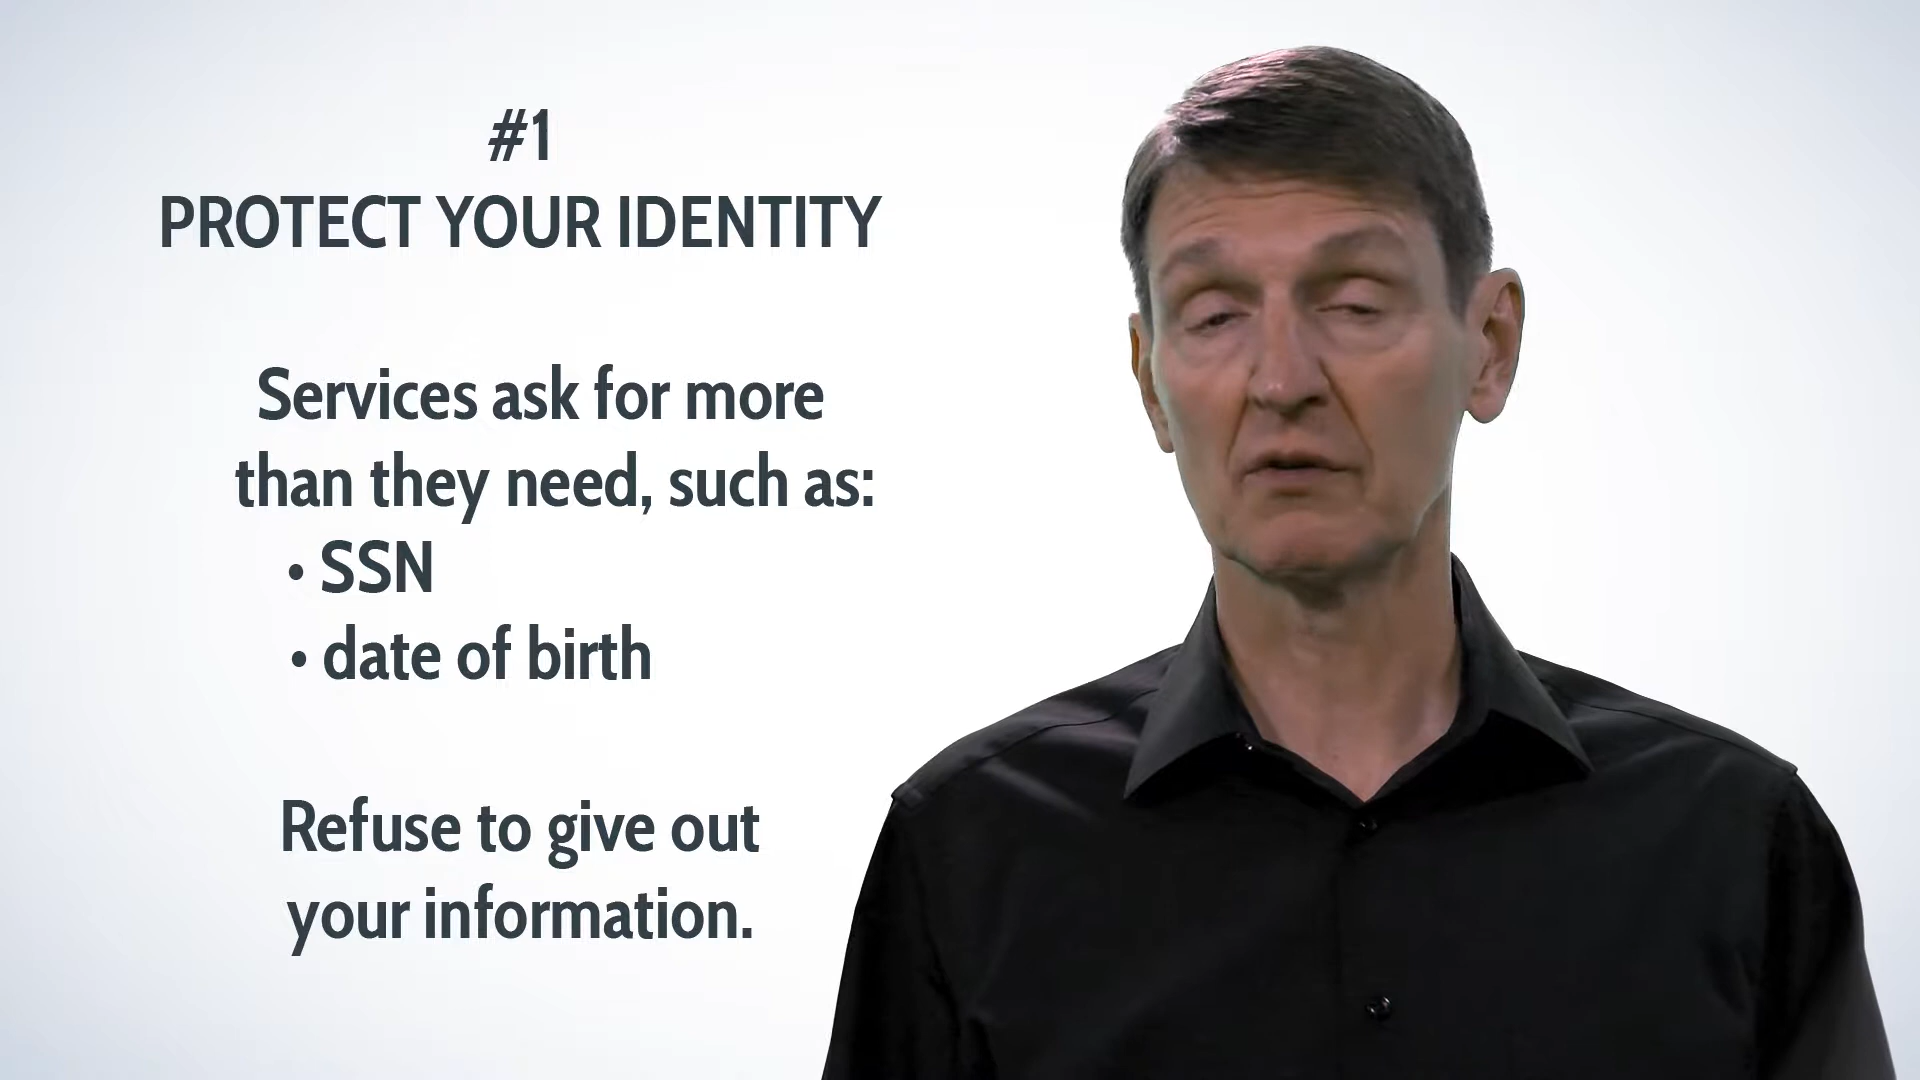 #1
PROTECT YOUR IDENTITY
Services ask for more
than they need, such as:
• SSN
• date of birth
Refuse to give out
your information.